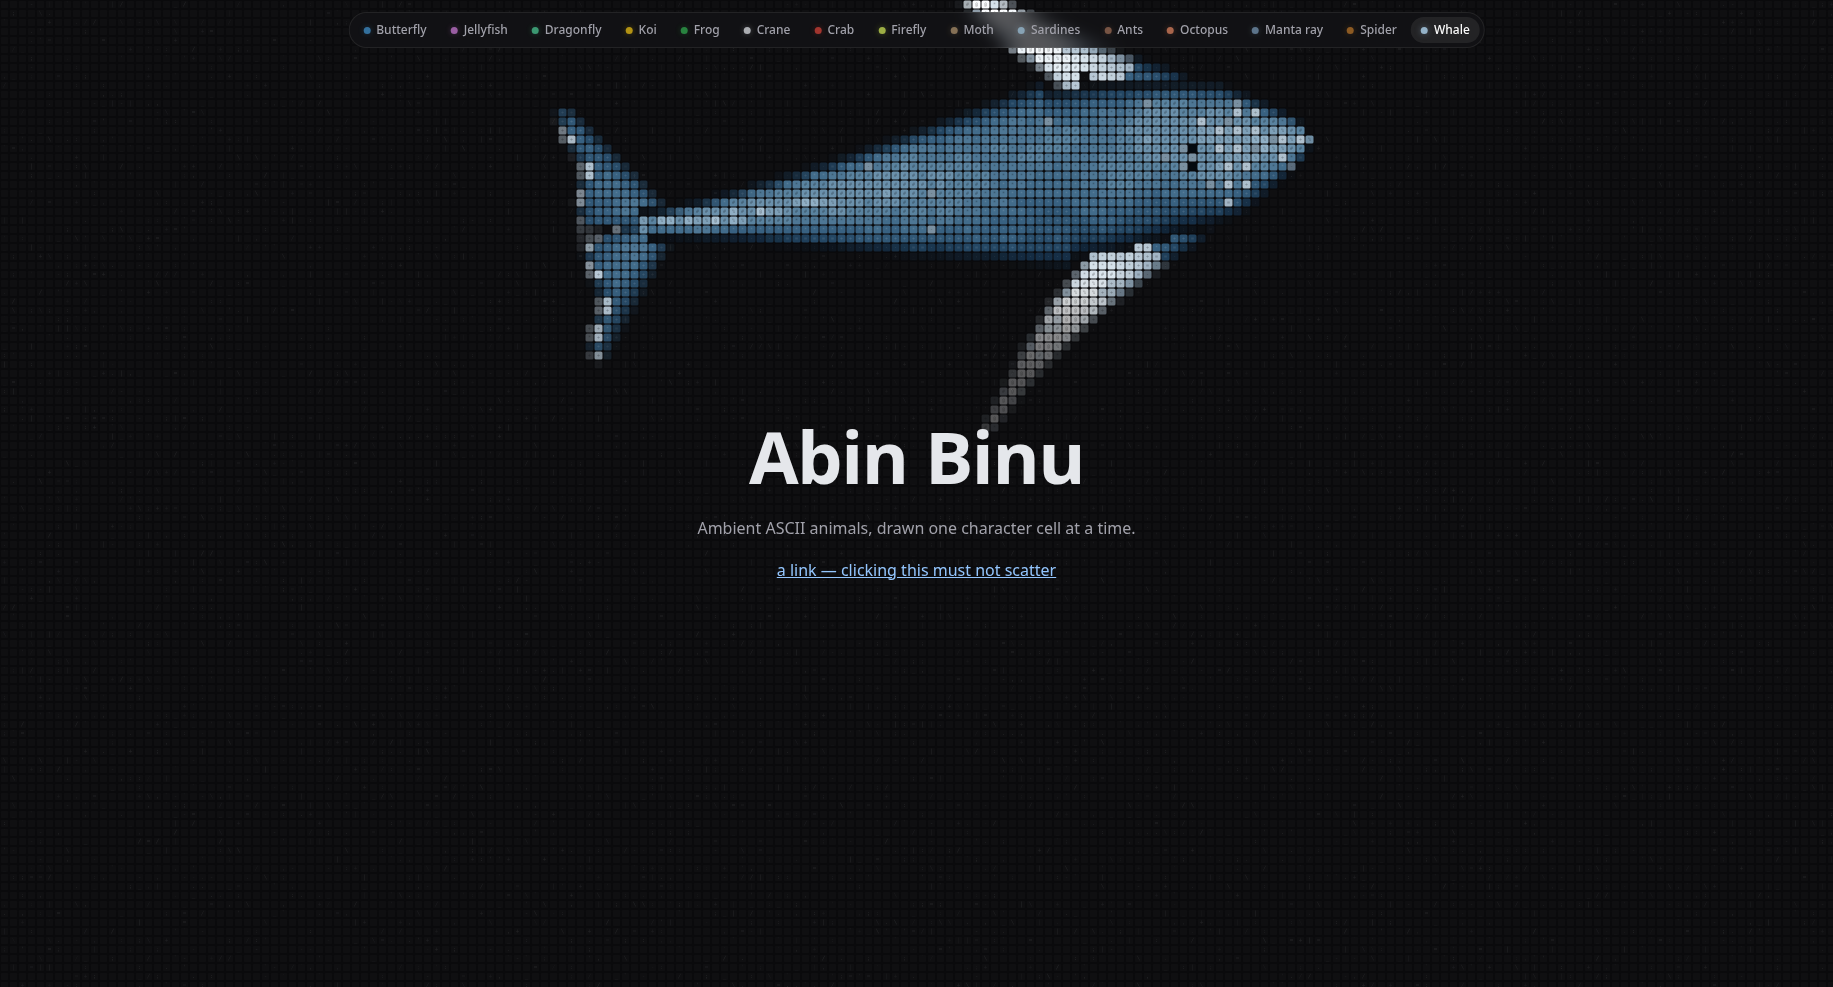 Butterfly Jellyfish Dragonfly Koi Frog Crane Crab Firefly Moth Sardines Ants Octopus Manta ray Spider Whale
Abin Binu
Ambient ASCII animals, drawn one character cell at a time.
a link — clicking this must not scatter